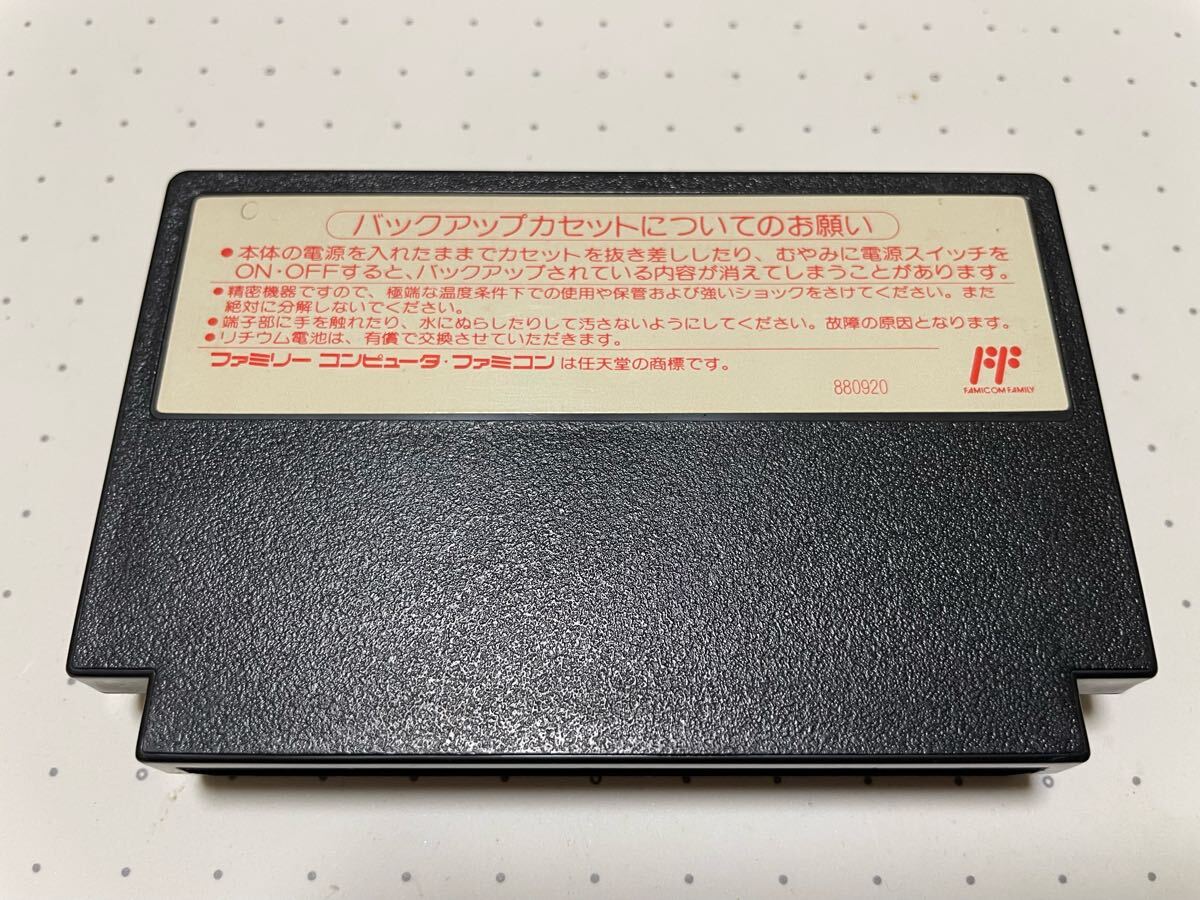 C
バックアップカセットについてのお願い
●本体の電源を入れたままでカセットを抜き差ししたり、むやみに電源スイッチを
ON・OFFすると、バックアップされている内容が消えてしまうことがあります。
●精密機器ですので、極端な温度条件下での使用や保管および強いショックをさけてください。また
絶対に分解しないでください。
●端子部に手を触れたり、水にぬらしたりして汚さないようにしてください。故障の原因となります。
●リチウム電池は、有償で交換させていただきます。
ファミリー コンピュータ・ファミコンは任天堂の商標です。
880920
FAMICOM FAMILY